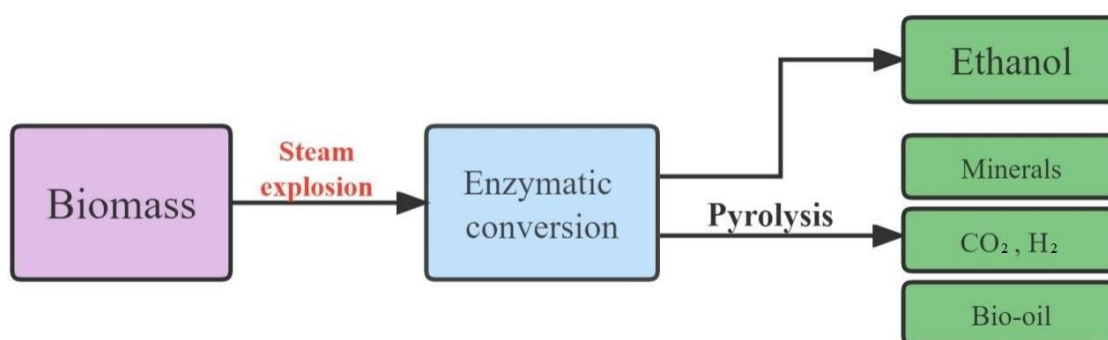 Biomass
Steam
explosion
Enzymatic
conversion
Pyrolysis
Ethanol
Minerals
CO₂ , H₂
Bio-oil